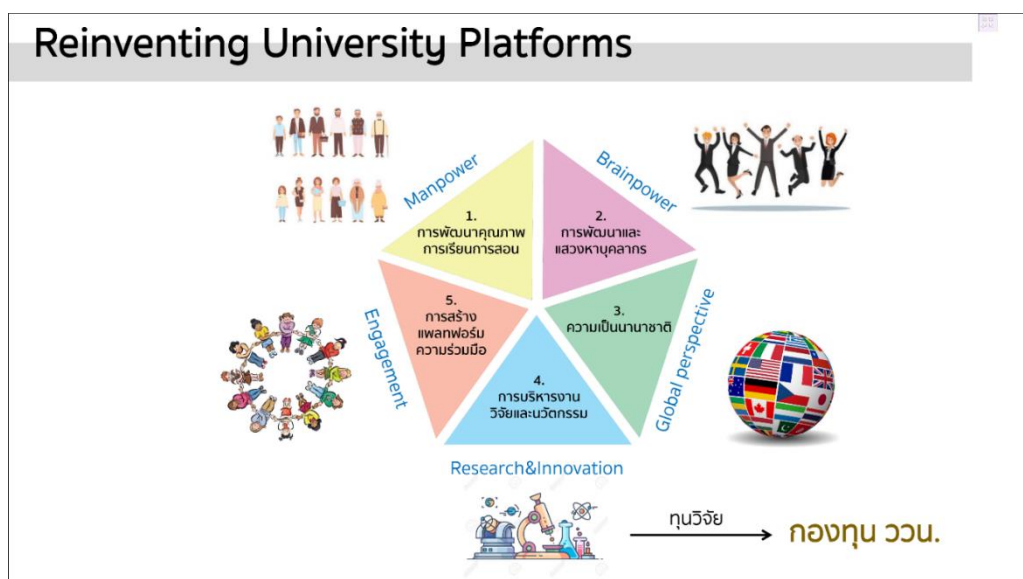 Reinventing University Platforms
Manpower
Brainpower
1.
การพัฒนาคุณภาพ
การเรียนการสอน
2.
การพัฒนาและ
แสวงหาบุคลากร
Engagement
5.
การสร้าง
แพลทฟอร์ม
ความร่วมมือ
3.
ความเป็นนานาชาติ
Global perspective
4.
การบริหารงาน
วิจัยและนวัตกรรม
Research&Innovation
ทุนวิจัย
กองทุน ววน.